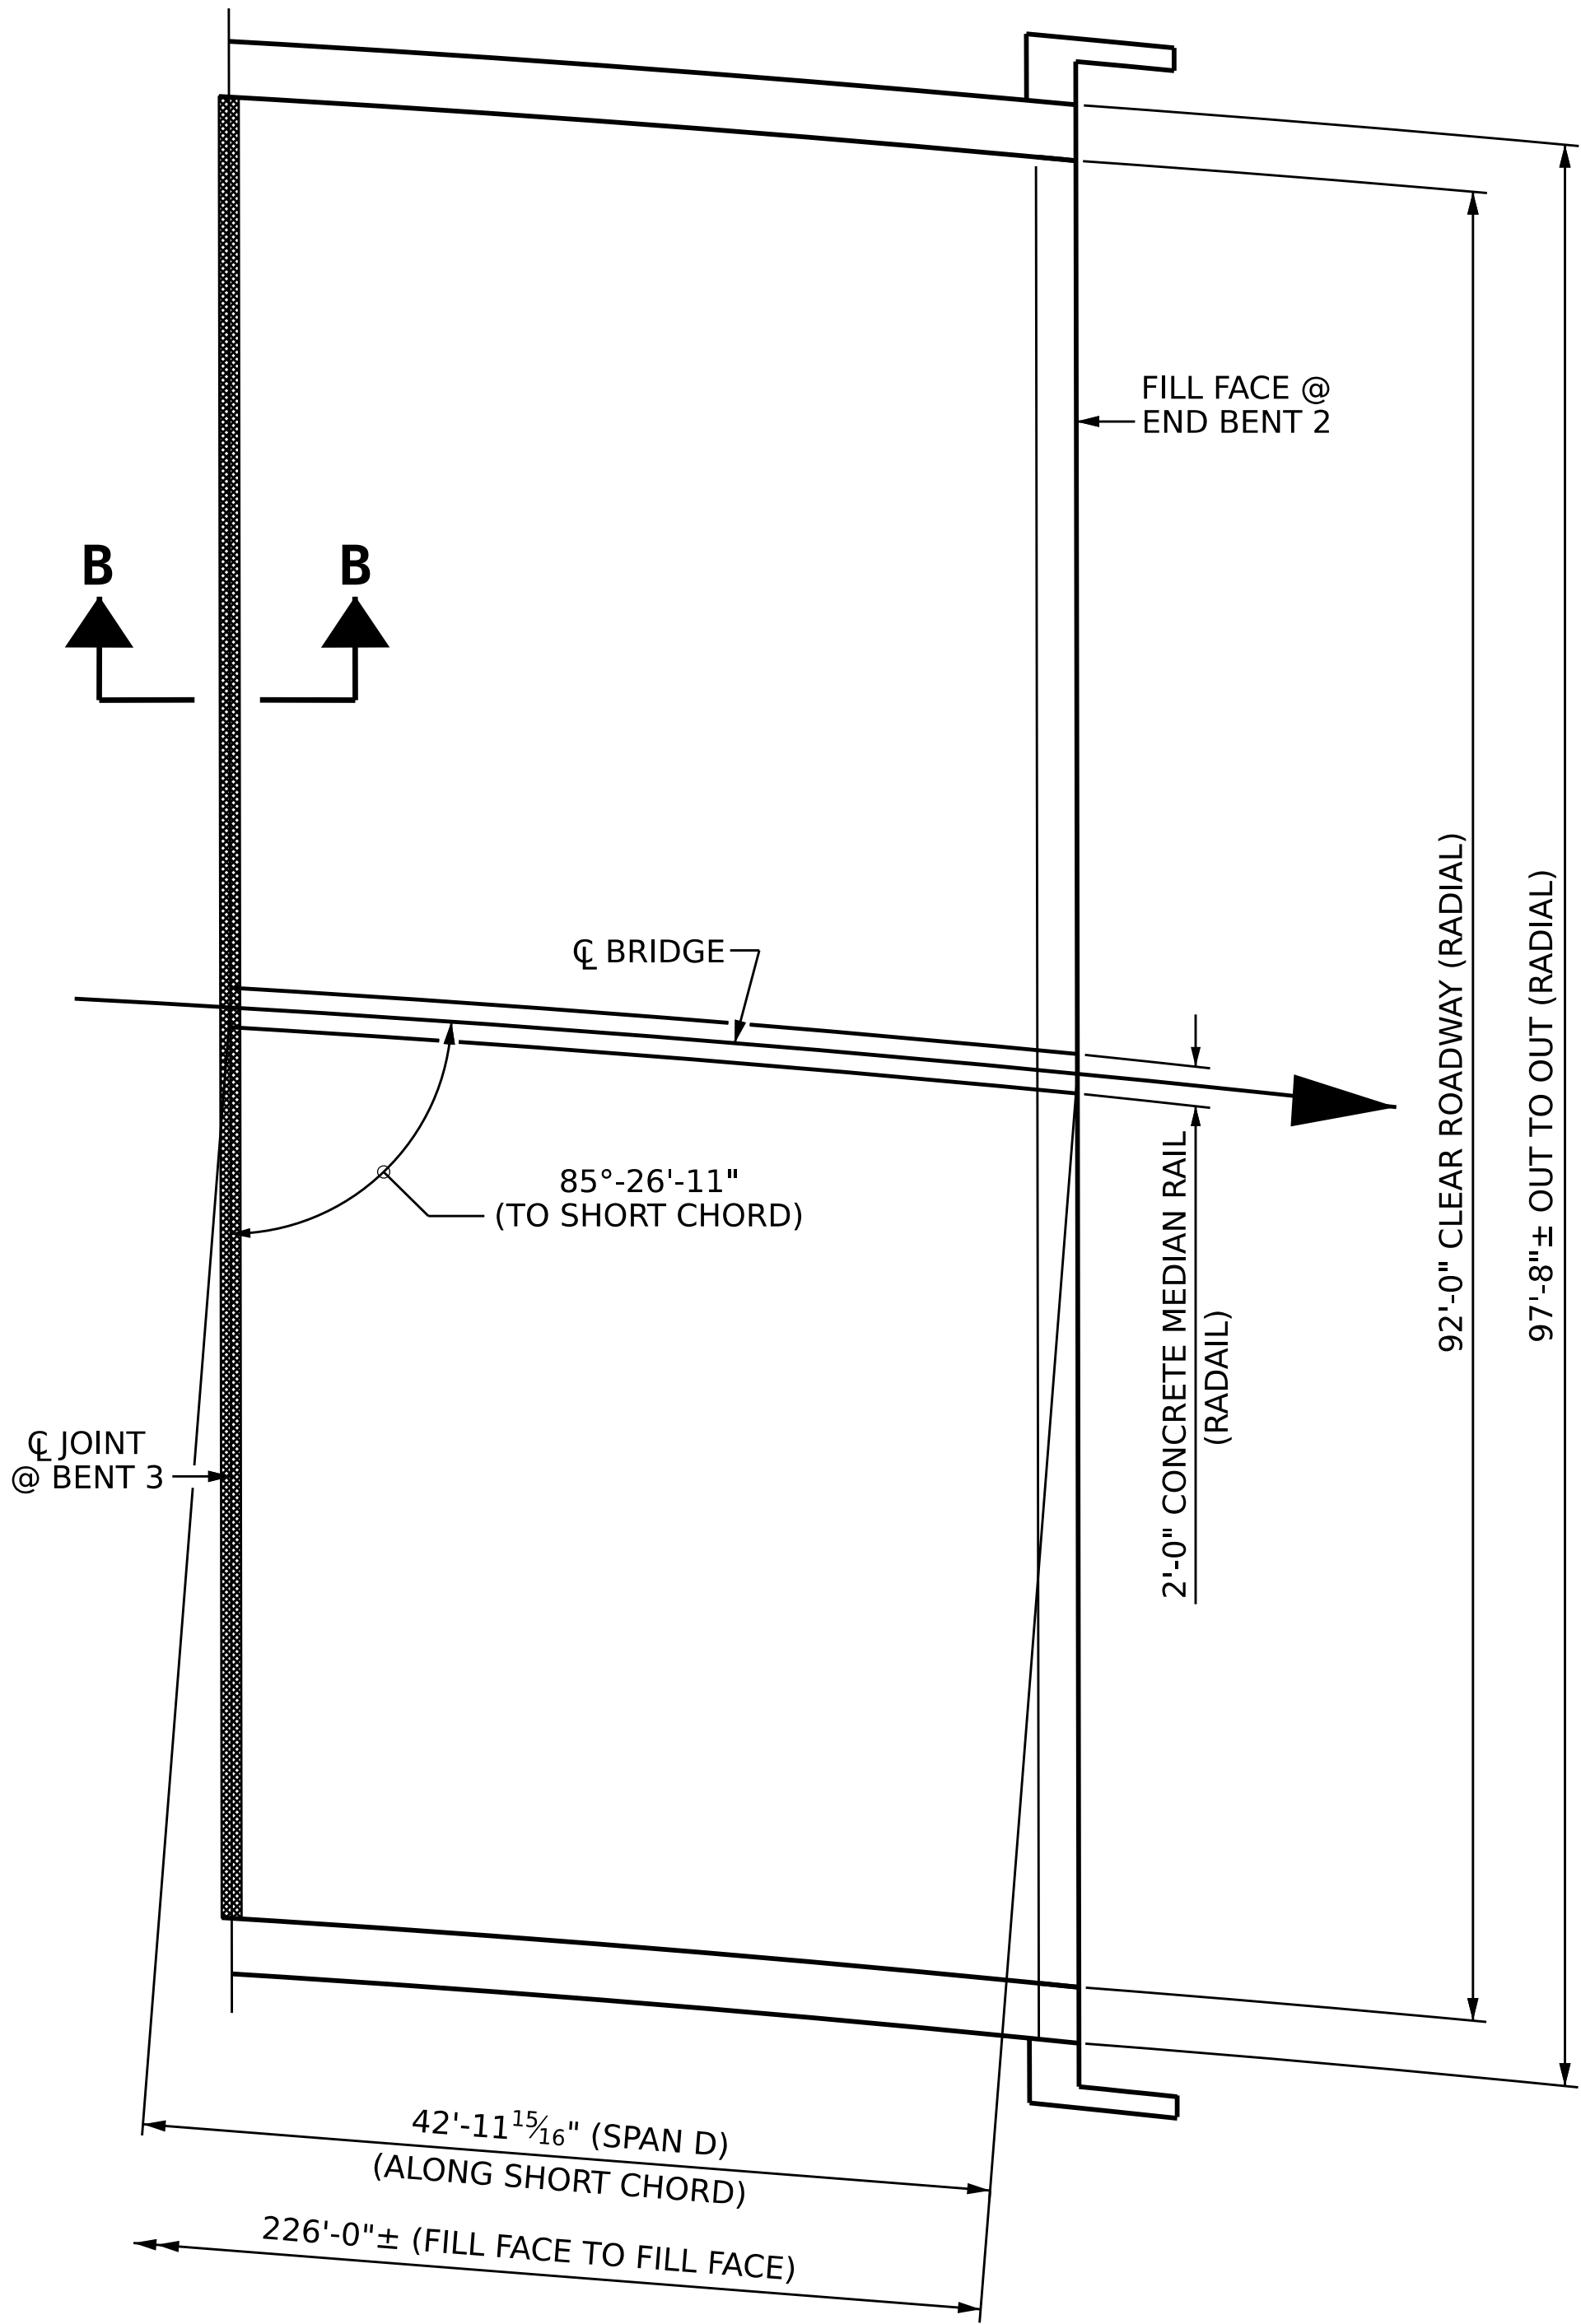 FILL FACE @
END BENT 2
B B
℄ BRIDGE
85°-26'-11"
(TO SHORT CHORD)
2'-0" CONCRETE MEDIAN RAIL
(RADAIL)
92'-0" CLEAR ROADWAY (RADIAL)
97'-8"± OUT TO OUT (RADIAL)
℄ JOINT
@ BENT 3
42'-11 15/16" (SPAN D)
(ALONG SHORT CHORD)
226'-0"± (FILL FACE TO FILL FACE)